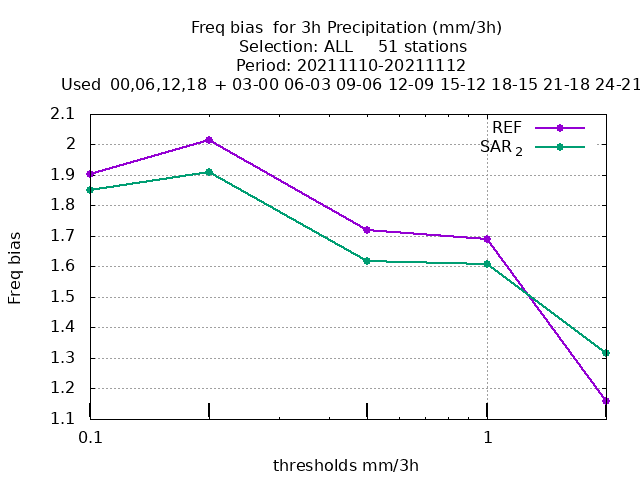 Freq bias  for 3h Precipitation (mm/3h)
Selection: ALL     51 stations
Period: 20211110-20211112
Used  00,06,12,18  + 03-00 06-03 09-06 12-09 15-12 18-15 21-18 24-21
2.1
2
1.9
1.8
1.7
1.6
1.5
1.4
1.3
1.2
1.1
Freq bias
REF
SAR 2
0.1
1
thresholds mm/3h